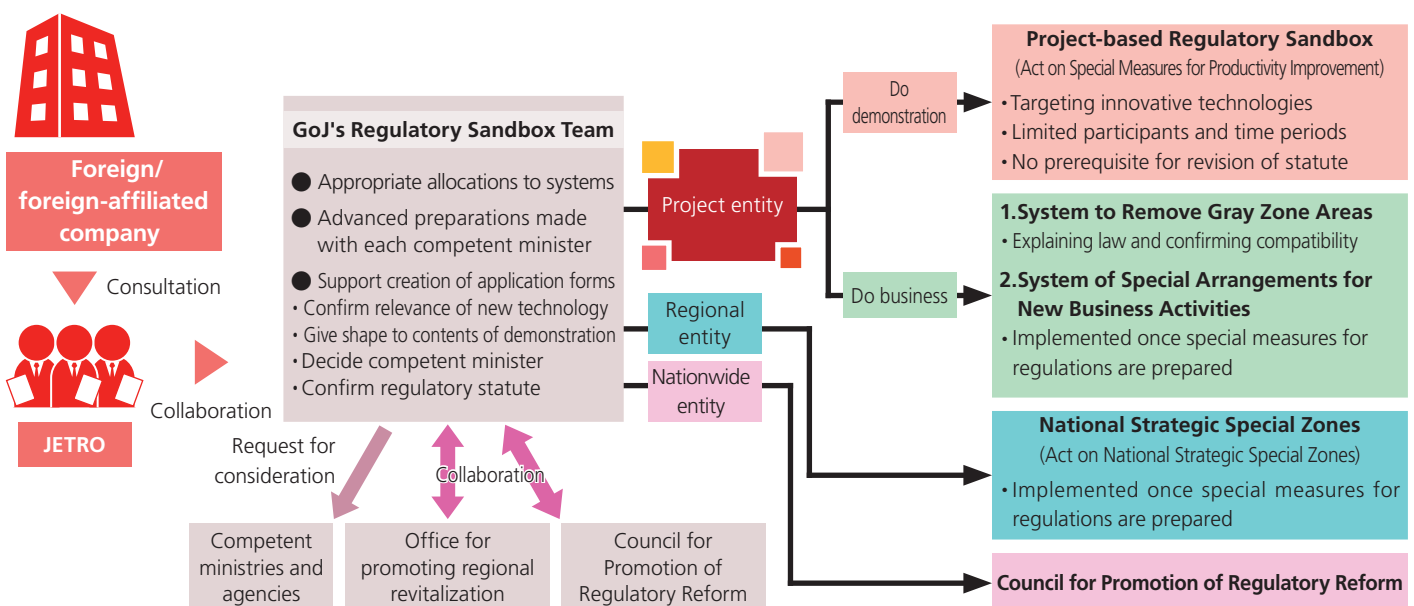 Foreign/
foreign-affiliated
company
Consultation
JETRO
Collaboration
GoJ's Regulatory Sandbox Team
● Appropriate allocations to systems
● Advanced preparations made
with each competent minister
● Support creation of application forms
・Confirm relevance of new technology
・Give shape to contents of demonstration
・Decide competent minister
・Confirm regulatory statute
Request for
consideration
Collaboration
Competent
ministries and
agencies
Office for
promoting regional
revitalization
Council for
Promotion of
Regulatory Reform
Project entity
Regional
entity
Nationwide
entity
Do
demonstration
Do business
Project-based Regulatory Sandbox
(Act on Special Measures for Productivity Improvement)
・Targeting innovative technologies
・Limited participants and time periods
・No prerequisite for revision of statute
1.System to Remove Gray Zone Areas
・Explaining law and confirming compatibility
2.System of Special Arrangements for
New Business Activities
・Implemented once special measures for
regulations are prepared
National Strategic Special Zones
(Act on National Strategic Special Zones)
・Implemented once special measures for
regulations are prepared
Council for Promotion of Regulatory Reform